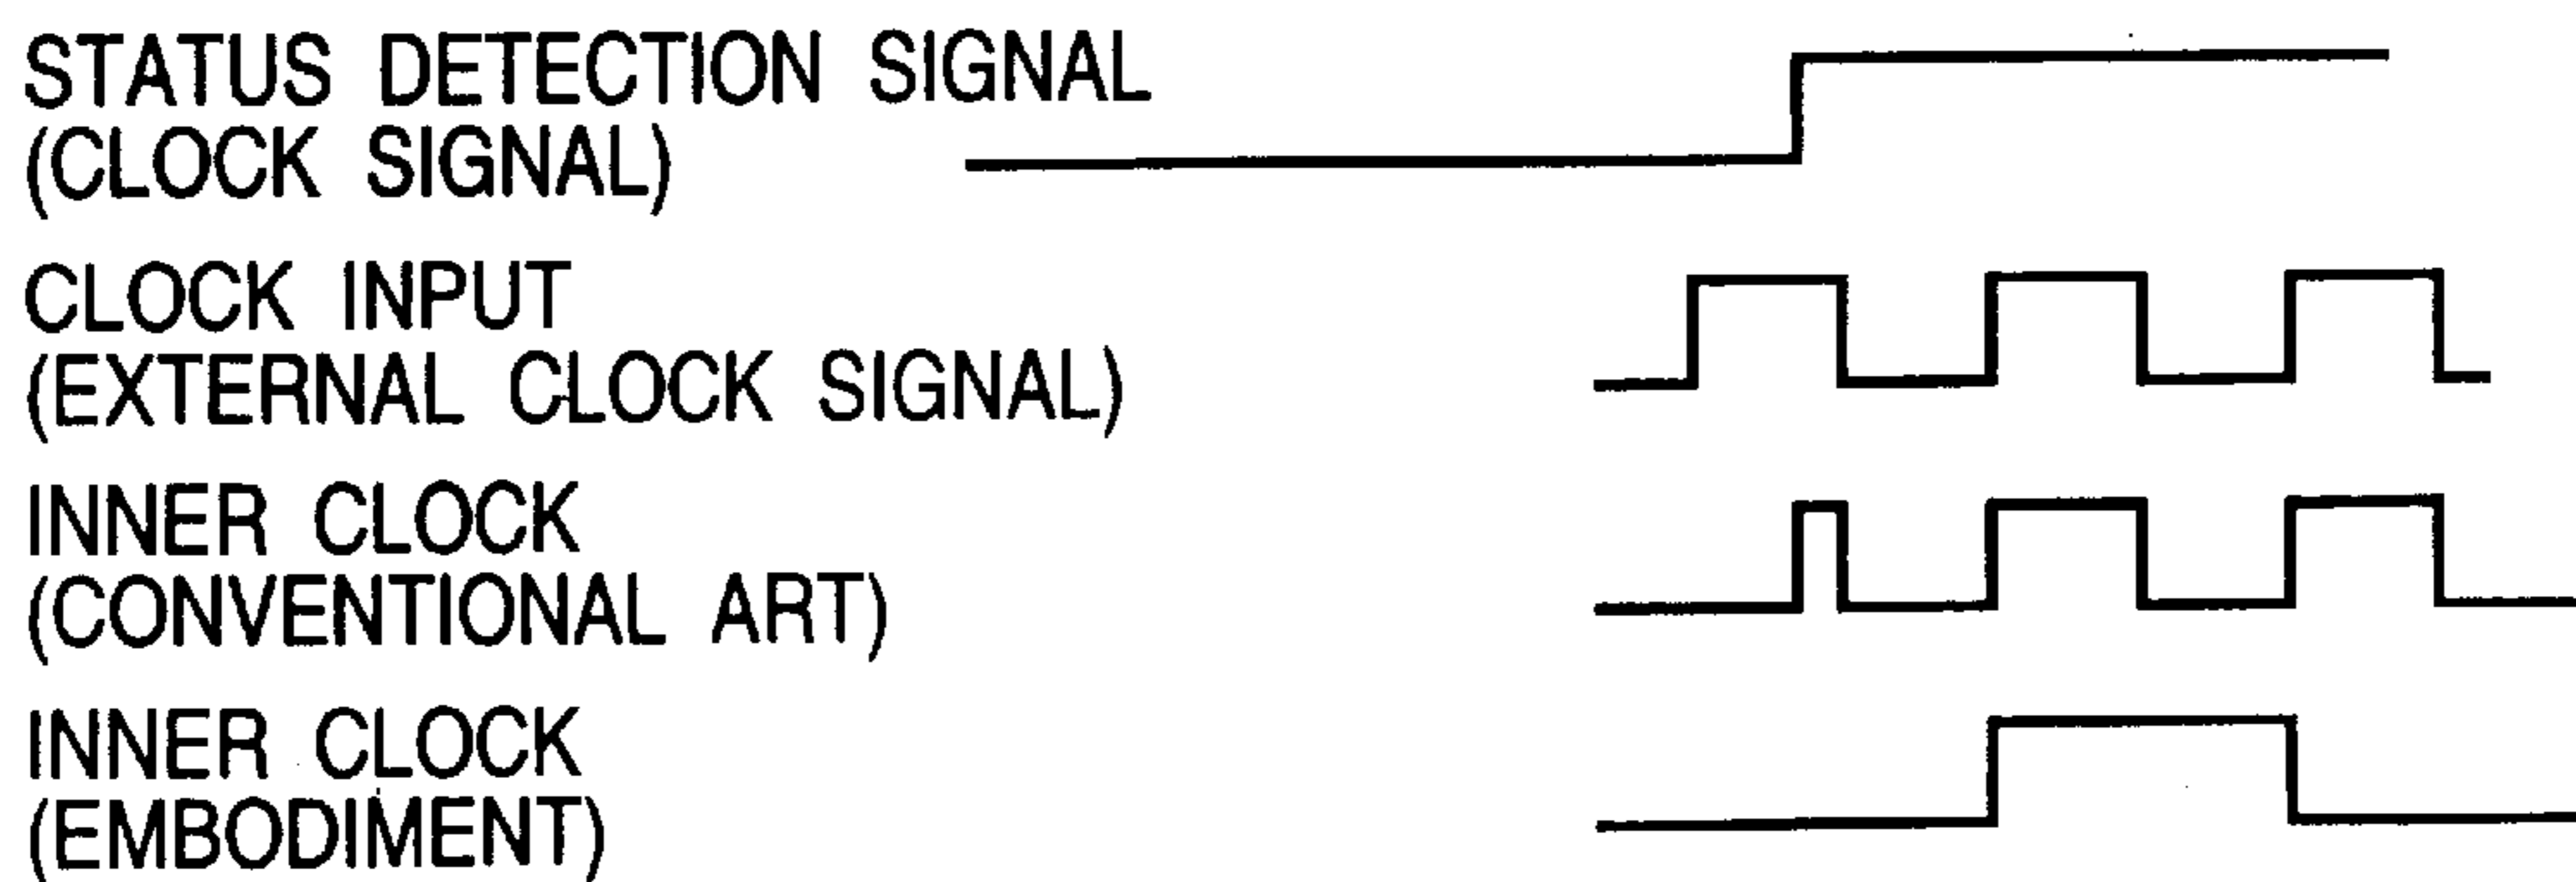 STATUS DETECTION SIGNAL
(CLOCK SIGNAL)
CLOCK INPUT
(EXTERNAL CLOCK SIGNAL)
INNER CLOCK
(CONVENTIONAL ART)
INNER CLOCK
(EMBODIMENT)